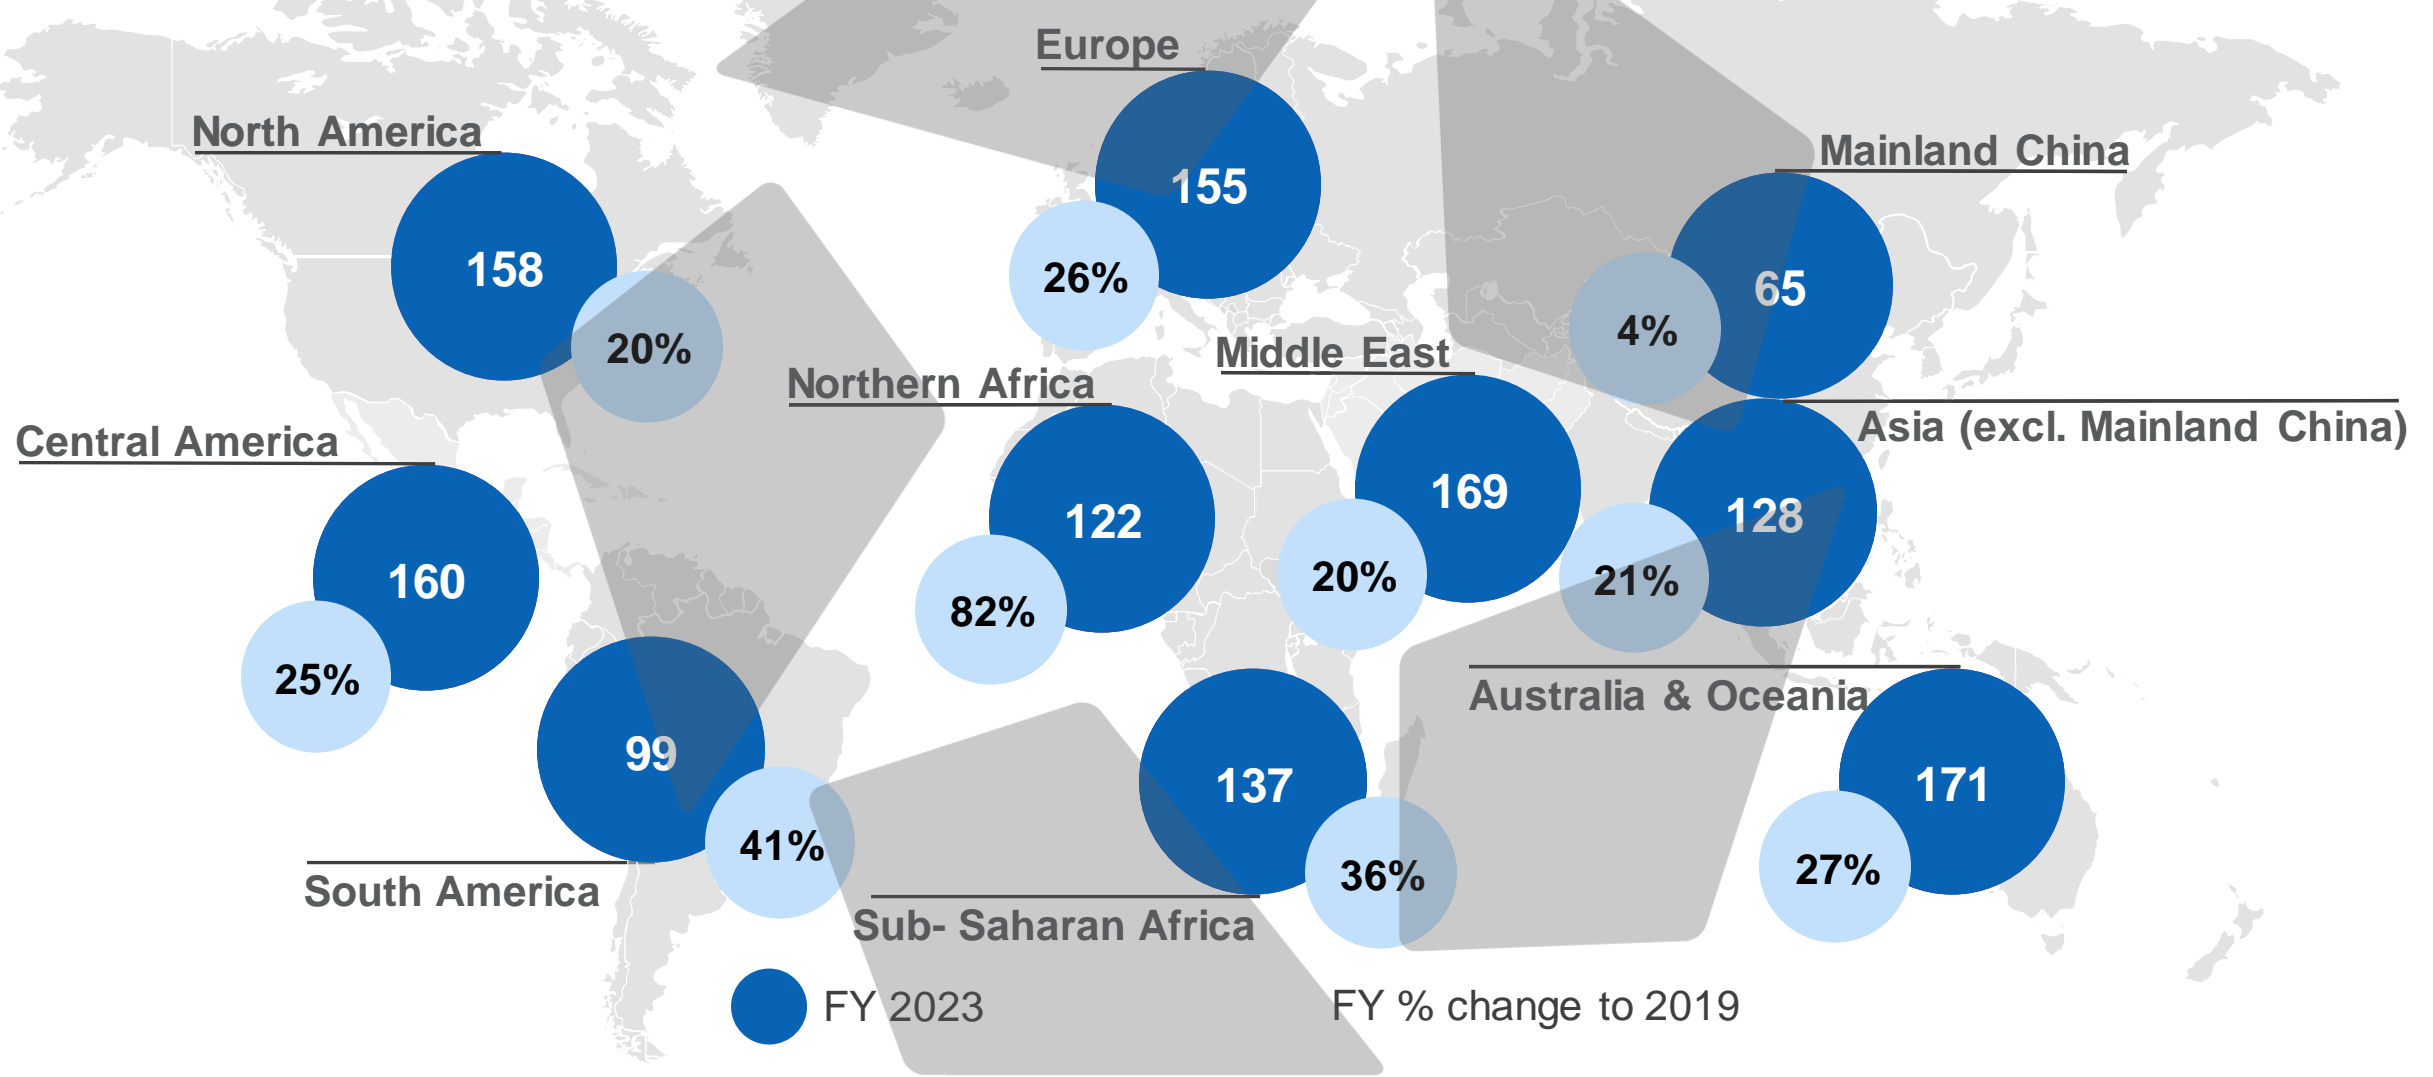 Europe
155
26%
North America
158
20%
Mainland China
65
4%
Middle East
169
20%
Northern Africa
122
82%
Central America
160
25%
Asia (excl. Mainland China)
128
21%
South America
99
41%
Sub- Saharan Africa
137
36%
Australia & Oceania
171
27%
FY 2023
FY % change to 2019